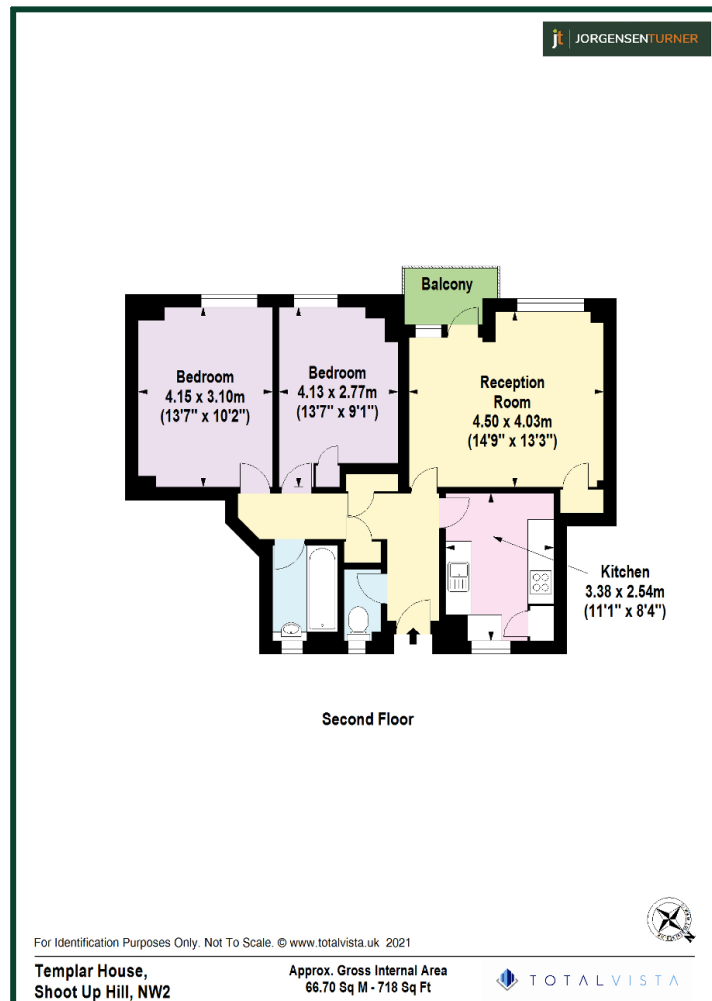 jt | JORGENSENTURNER
Balcony
Bedroom
4.15 x 3.10m
(13'7" x 10'2")
Bedroom
4.13 x 2.77m
(13'7" x 9'1")
Reception
Room
4.50 x 4.03m
(14'9" x 13'3")
Kitchen
3.38 x 2.54m
(11'1" x 8'4")
Second Floor
For Identification Purposes Only. Not To Scale. © www.totalvista.uk 2021
Templar House,
Shoot Up Hill, NW2
Approx. Gross Internal Area
66.70 Sq M - 718 Sq Ft
TOTALVISTA